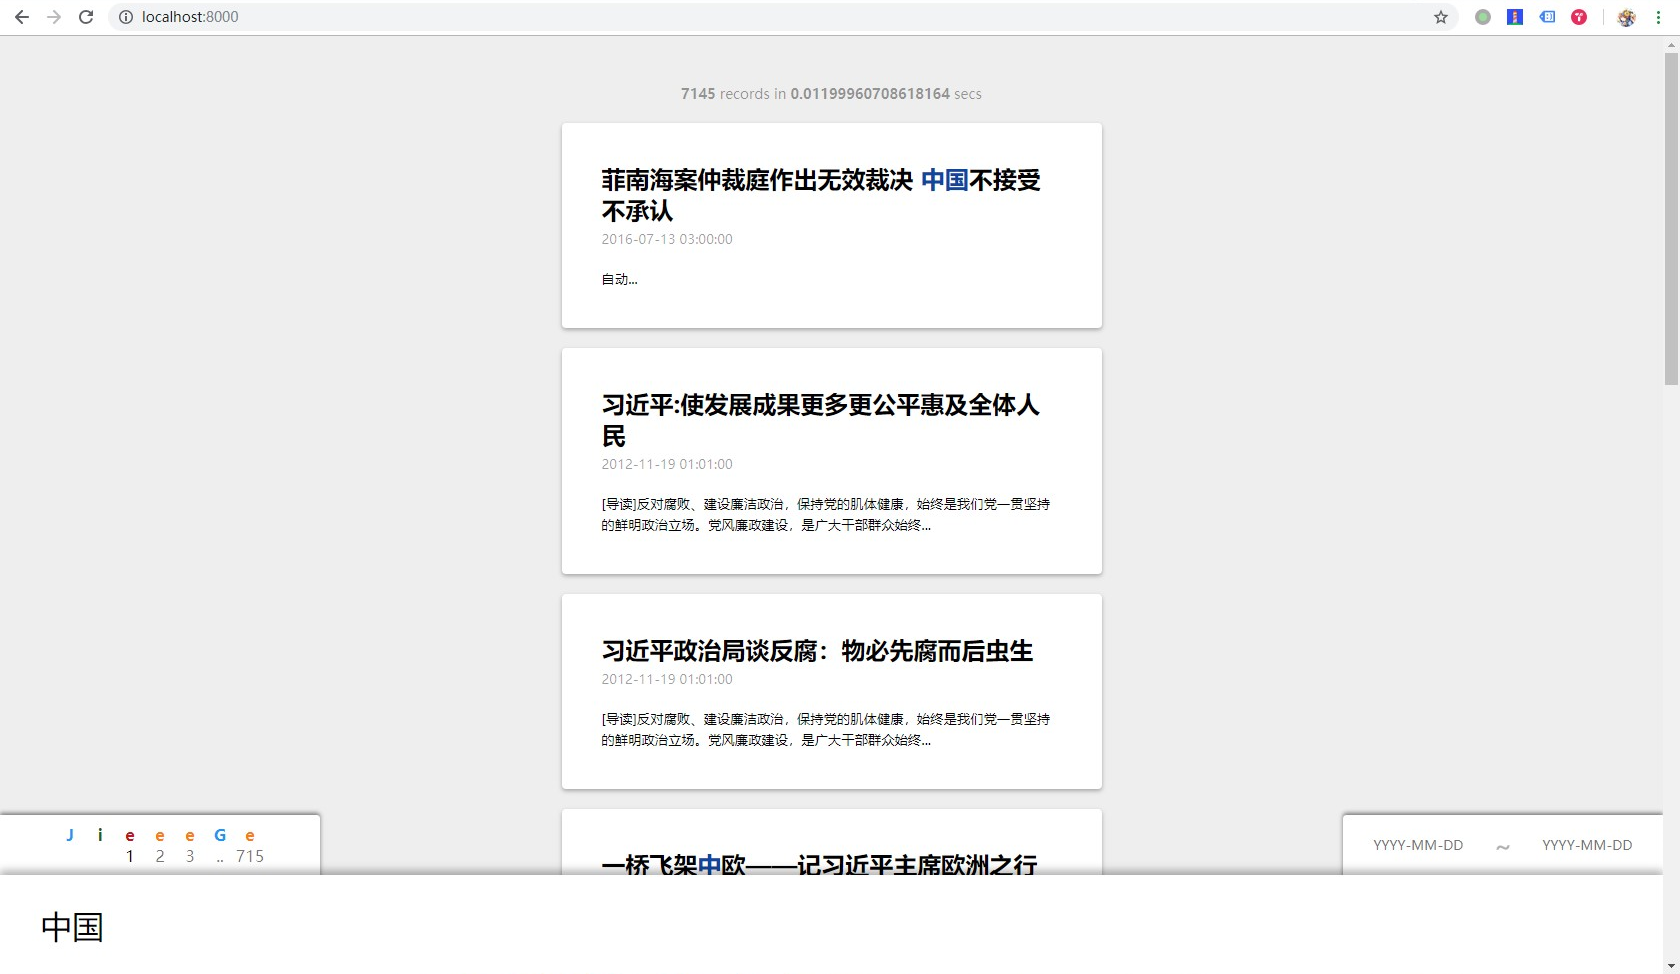 localhost:8000
7145 records in 0.01199960708618164 secs
菲南海案仲裁庭作出无效裁决 中国不接受
不承认
2016-07-13 03:00:00
自动...
习近平:使发展成果更多更公平惠及全体人
民
2012-11-19 01:01:00
[导读]反对腐败、建设廉洁政治，保持党的肌体健康，始终是我们党一贯坚持
的鲜明政治立场。党风廉政建设，是广大干部群众始终...
习近平政治局谈反腐：物必先腐而后虫生
2012-11-19 01:01:00
[导读]反对腐败、建设廉洁政治，保持党的肌体健康，始终是我们党一贯坚持
的鲜明政治立场。党风廉政建设，是广大干部群众始终...
一桥飞架中欧——记习近平主席欧洲之行
J i e e e G e
1 2 3 .. 715
YYYY-MM-DD ~ YYYY-MM-DD
中国